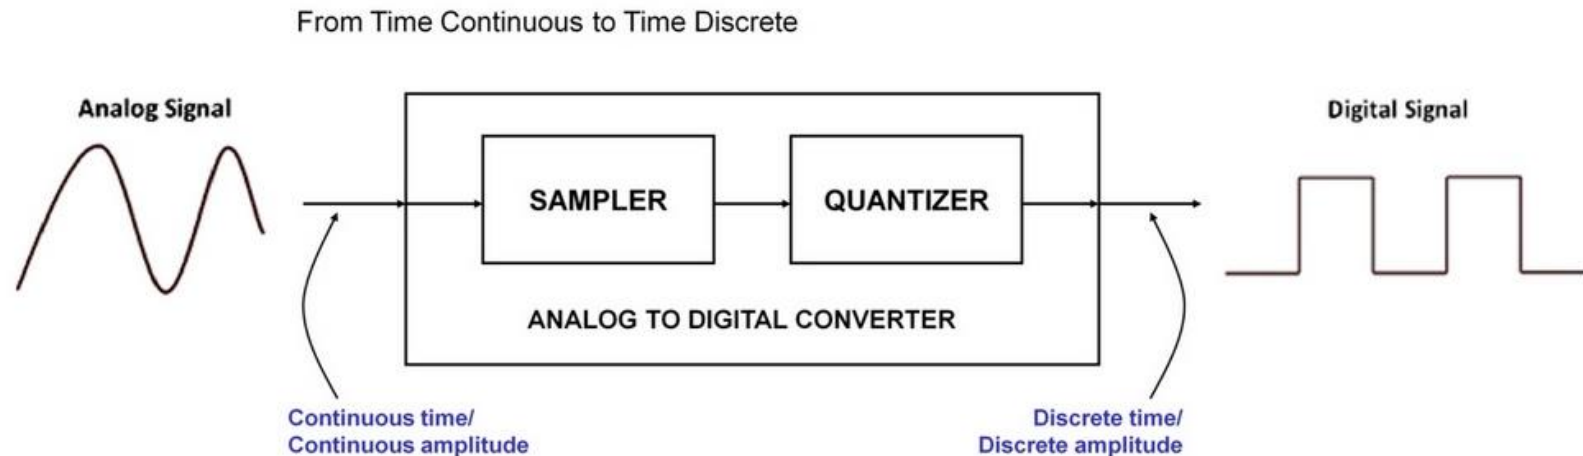 From Time Continuous to Time Discrete
Analog Signal
Digital Signal
SAMPLER
QUANTIZER
ANALOG TO DIGITAL CONVERTER
Continuous time/
Continuous amplitude
Discrete time/
Discrete amplitude